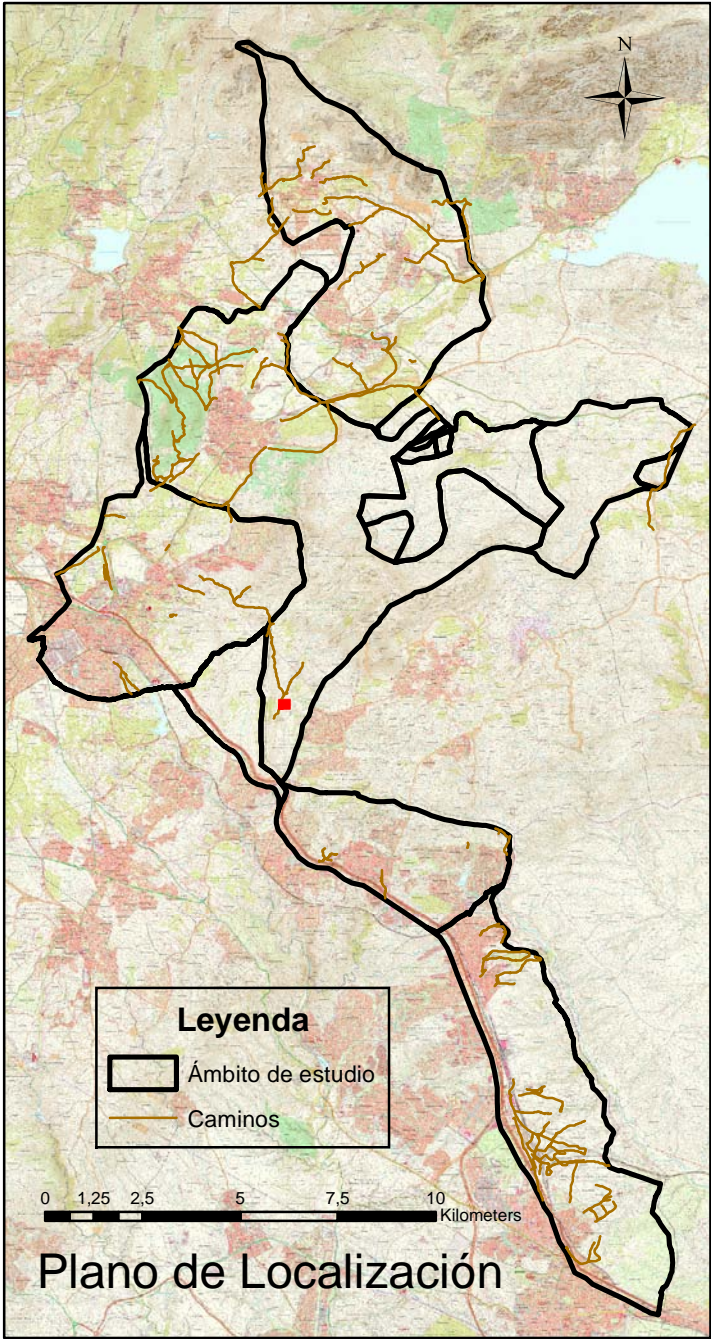 N
Leyenda
Ámbito de estudio
Caminos
0 1,25 2,5 5 7,5 10
Kilometers
Plano de Localización